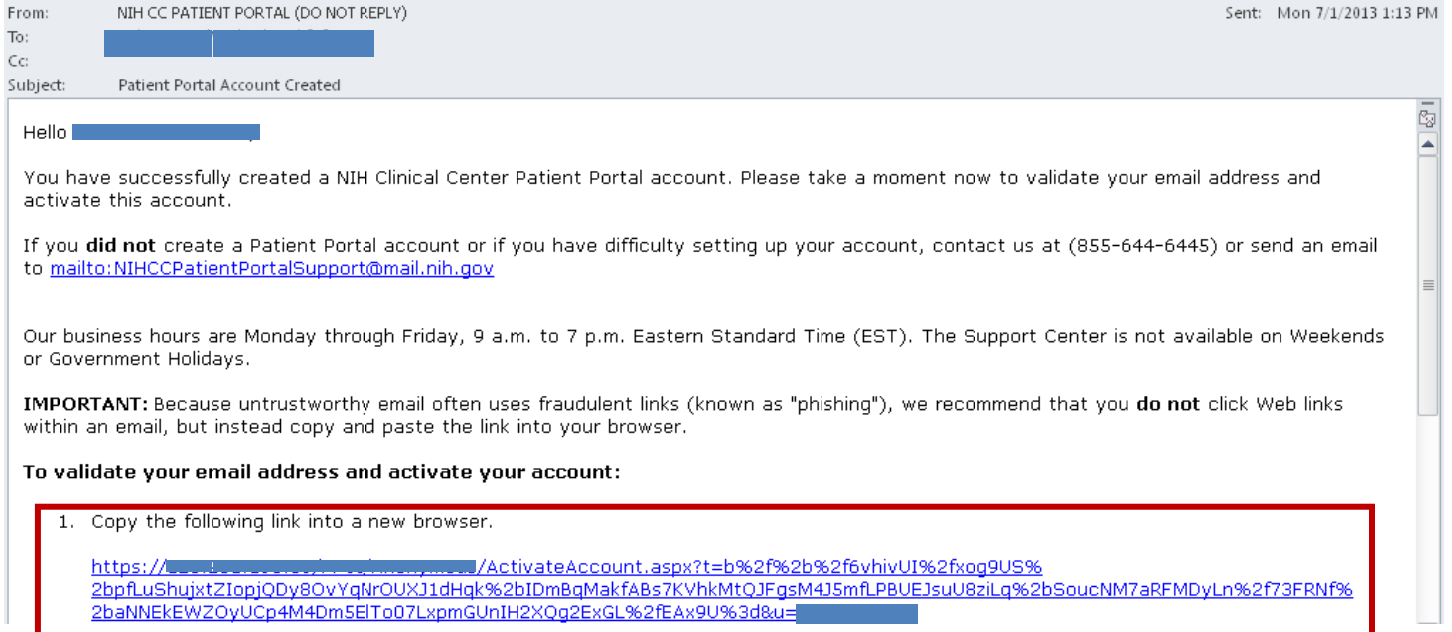 From: NIH CC PATIENT PORTAL (DO NOT REPLY) Sent: Mon 7/1/2013 1:13 PM
To:
Cc:
Subject: Patient Portal Account Created
Hello
You have successfully created a NIH Clinical Center Patient Portal account. Please take a moment now to validate your email address and
activate this account.
If you did not create a Patient Portal account or if you have difficulty setting up your account, contact us at (855-644-6445) or send an email
to mailto:NIHCCPatientPortalSupport@mail.nih.gov
Our business hours are Monday through Friday, 9 a.m. to 7 p.m. Eastern Standard Time (EST). The Support Center is not available on Weekends
or Government Holidays.
IMPORTANT: Because untrustworthy email often uses fraudulent links (known as "phishing"), we recommend that you do not click Web links
within an email, but instead copy and paste the link into your browser.
To validate your email address and activate your account:
1. Copy the following link into a new browser.
https:// /ActivateAccount.aspx?t=b%2f%2b%2f6vhivUI%2fxog9US%
2bpfLuShujxtZIopjQDy8OvYqNrOUXJ1dHqk%2bIDmBqMakfABs7KVhkMtQJFgsM4J5mfLPBUEJsuU8ziLq%2bSoucNM7aRFMDyLn%2f73FRNf%
2baNNEkEWZOyUCp4M4Dm5ElTo07LxpmGUnIH2XQg2ExGL%2fEAx9U%3d&u=